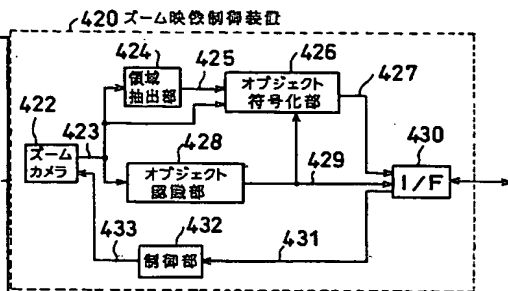 420 ズーム映像制御装置
424
425
426
領域
抽出部
オブジェクト
符号化部
427
422
423
ズーム
カメラ
428
429
オブジェクト
認識部
430
I/F
433
432
431
制御部